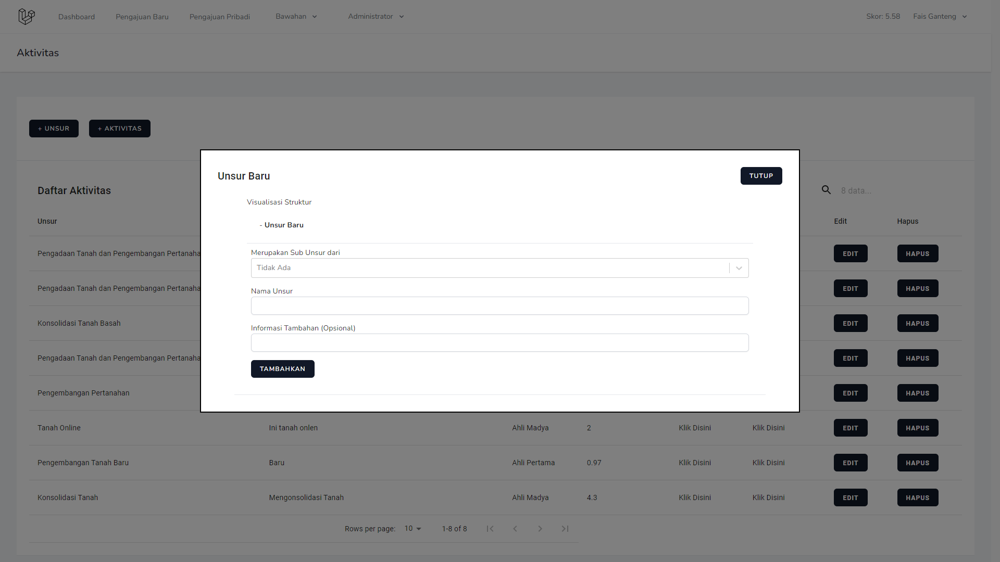 Dashboard Pengajuan Baru Pengajuan Pribadi Bawahan Administrator Skor: 5.58 Fais Ganteng
Aktivitas
+ UNSUR + AKTIVITAS
Unsur Baru TUTUP
Visualisasi Struktur
- Unsur Baru
Merupakan Sub Unsur dari
Tidak Ada
Nama Unsur
Informasi Tambahan (Opsional)
TAMBAHKAN
Daftar Aktivitas 8 data...
Unsur Edit Hapus
Pengadaan Tanah dan Pengembangan Pertanaha EDIT HAPUS
Pengadaan Tanah dan Pengembangan Pertanaha EDIT HAPUS
Konsolidasi Tanah Basah EDIT HAPUS
Pengadaan Tanah dan Pengembangan Pertanaha EDIT HAPUS
Pengembangan Pertanahan EDIT HAPUS
Tanah Online Ini tanah onlen Ahli Madya 2 Klik Disini Klik Disini EDIT HAPUS
Pengembangan Tanah Baru Baru Ahli Pertama 0.97 Klik Disini Klik Disini EDIT HAPUS
Konsolidasi Tanah Mengonsolidasi Tanah Ahli Madya 4.3 Klik Disini Klik Disini EDIT HAPUS
Rows per page: 10 1-8 of 8